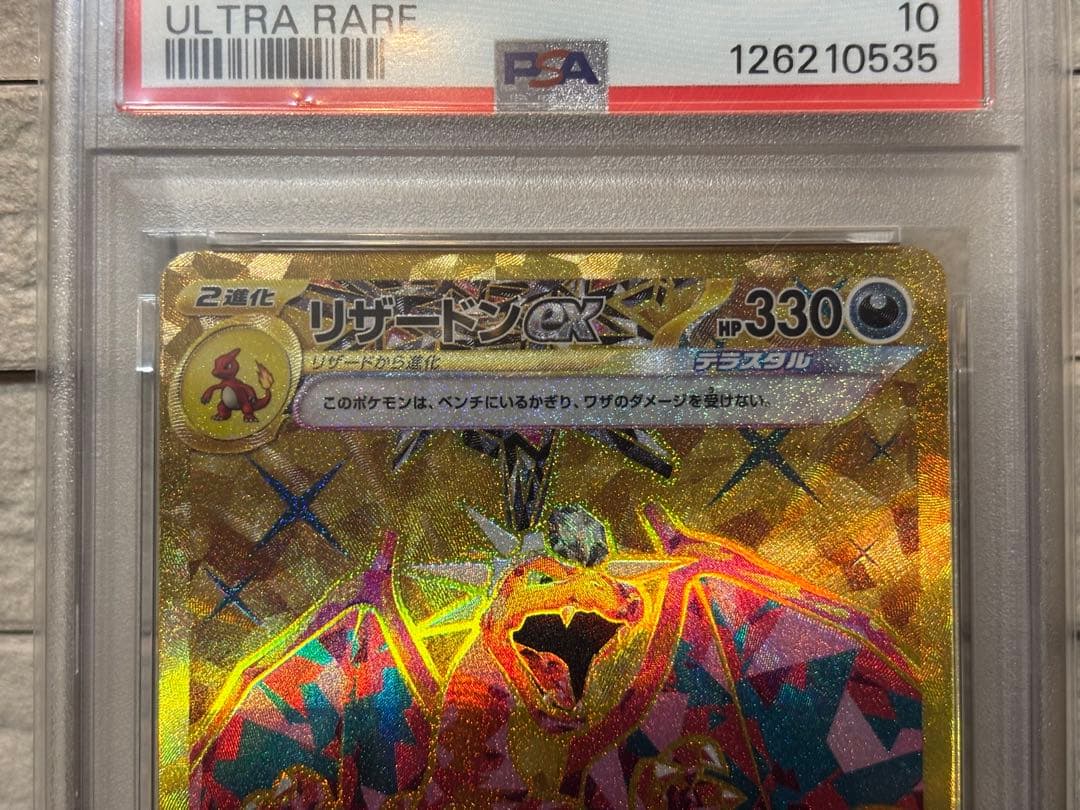 ULTRA RARE
10
PSA
126210535
2進化
リザードンex
HP330
リザードから進化
テラスタル
このポケモンは、ベンチにいるかぎり、ワザのダメージを受けない。